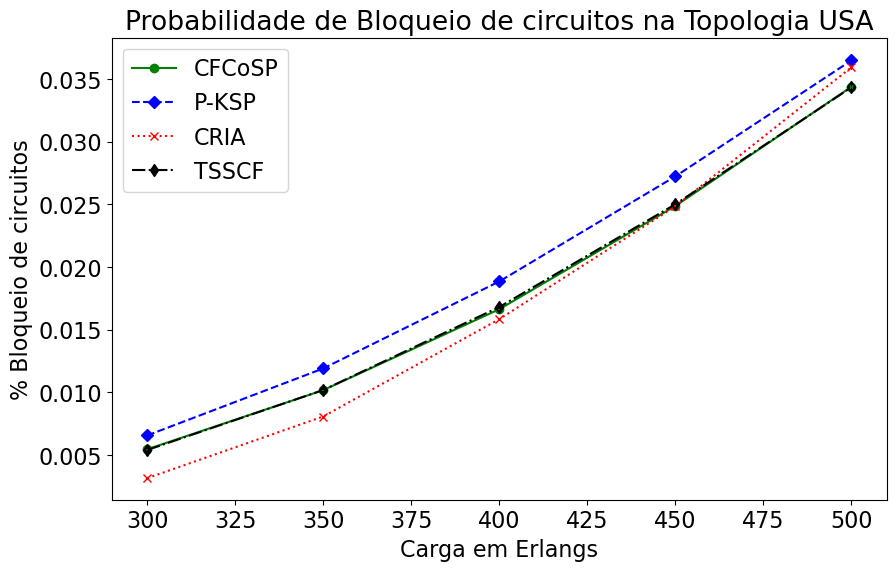 Probabilidade de Bloqueio de circuitos na Topologia USA
% Bloqueio de circuitos
0.035
0.030
0.025
0.020
0.015
0.010
0.005
CFCoSP
P-KSP
CRIA
TSSCF
300 325 350 375 400 425 450 475 500
Carga em Erlangs